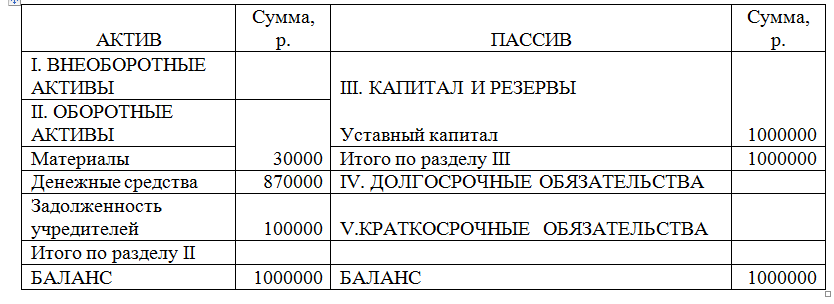 АКТИВ Сумма, р. ПАССИВ Сумма, р.
I. ВНЕОБОРОТНЫЕ АКТИВЫ
II. ОБОРОТНЫЕ АКТИВЫ
III. КАПИТАЛ И РЕЗЕРВЫ
Уставный капитал 1000000
Материалы 30000 Итого по разделу III 1000000
Денежные средства 870000 IV. ДОЛГОСРОЧНЫЕ ОБЯЗАТЕЛЬСТВА
Задолженность учредителей 100000 V.КРАТКОСРОЧНЫЕ ОБЯЗАТЕЛЬСТВА
Итого по разделу II
БАЛАНС 1000000 БАЛАНС 1000000